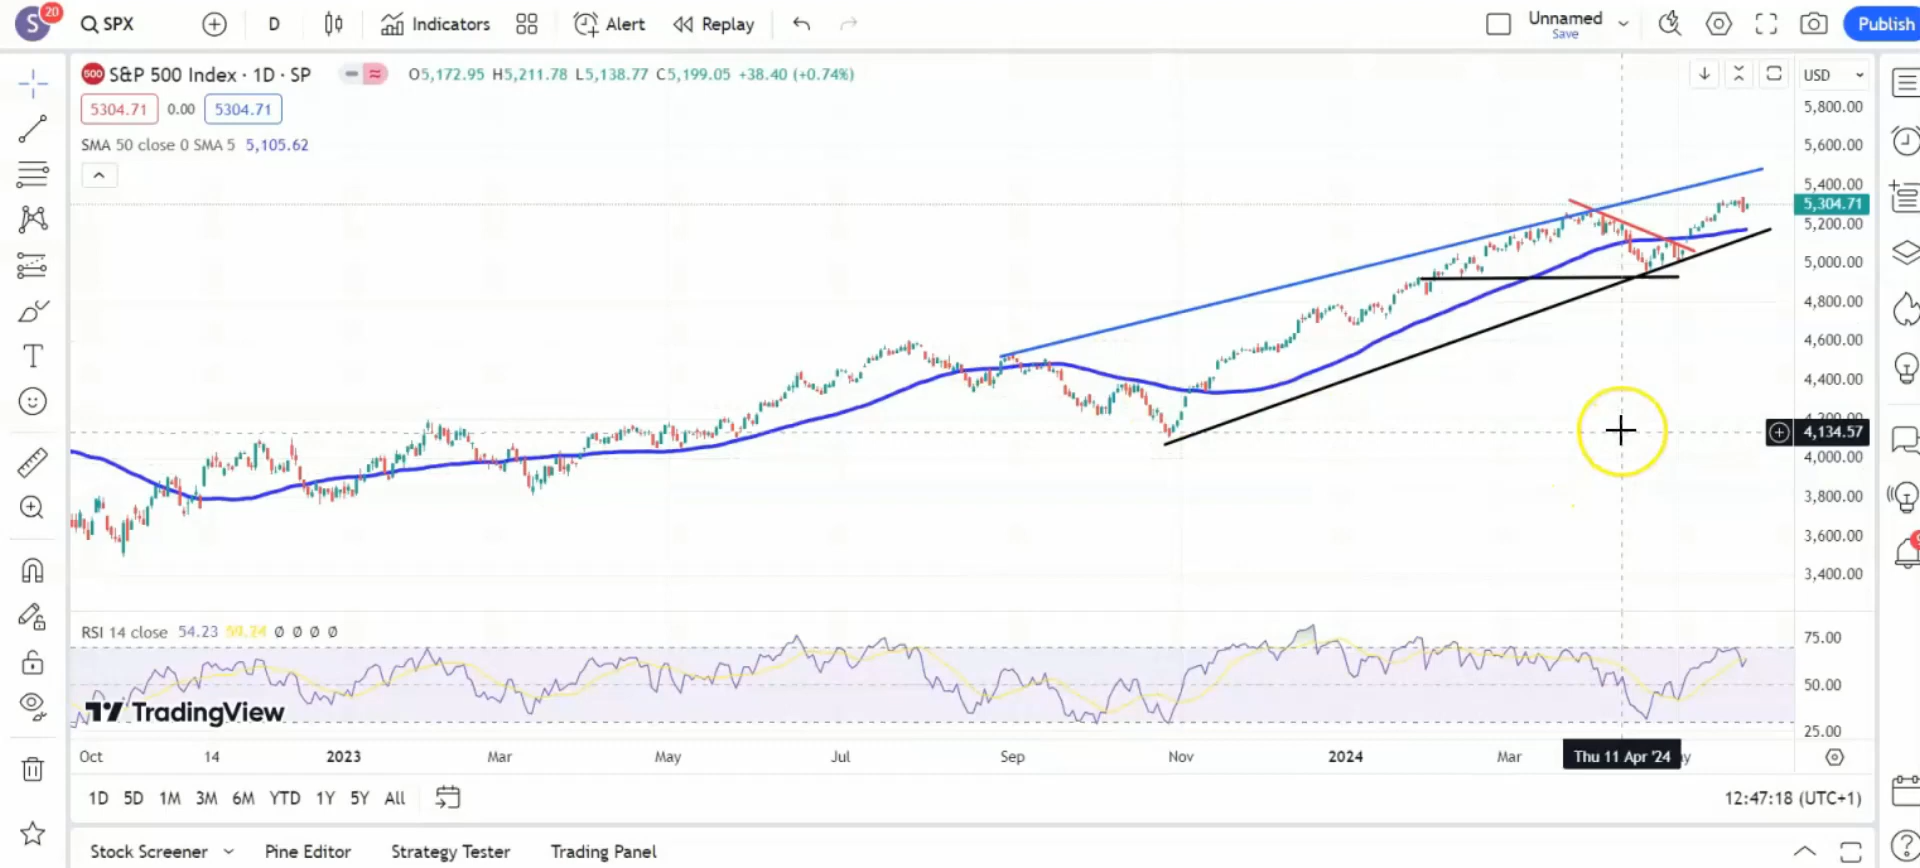 S 20 SPX D Indicators Alert Replay Unnamed Save Publish
500 S&P 500 Index · 1D · SP O5,172.95 H5,211.78 L5,138.77 C5,199.05 +38.40 (+0.74%) USD
5304.71 0.00 5304.71
SMA 50 close 0 SMA 5 5,105.62
5,800.00
5,600.00
5,400.00
5,304.71
5,200.00
5,000.00
4,800.00
4,600.00
4,400.00
4,200.00
4,134.57
4,000.00
3,800.00
3,600.00
3,400.00
RSI 14 close 54.23 Ø Ø Ø Ø
75.00
50.00
25.00
TradingView
Oct 14 2023 Mar May Jul Sep Nov 2024 Mar Thu 11 Apr '24
1D 5D 1M 3M 6M YTD 1Y 5Y All 12:47:18 (UTC+1)
Stock Screener Pine Editor Strategy Tester Trading Panel